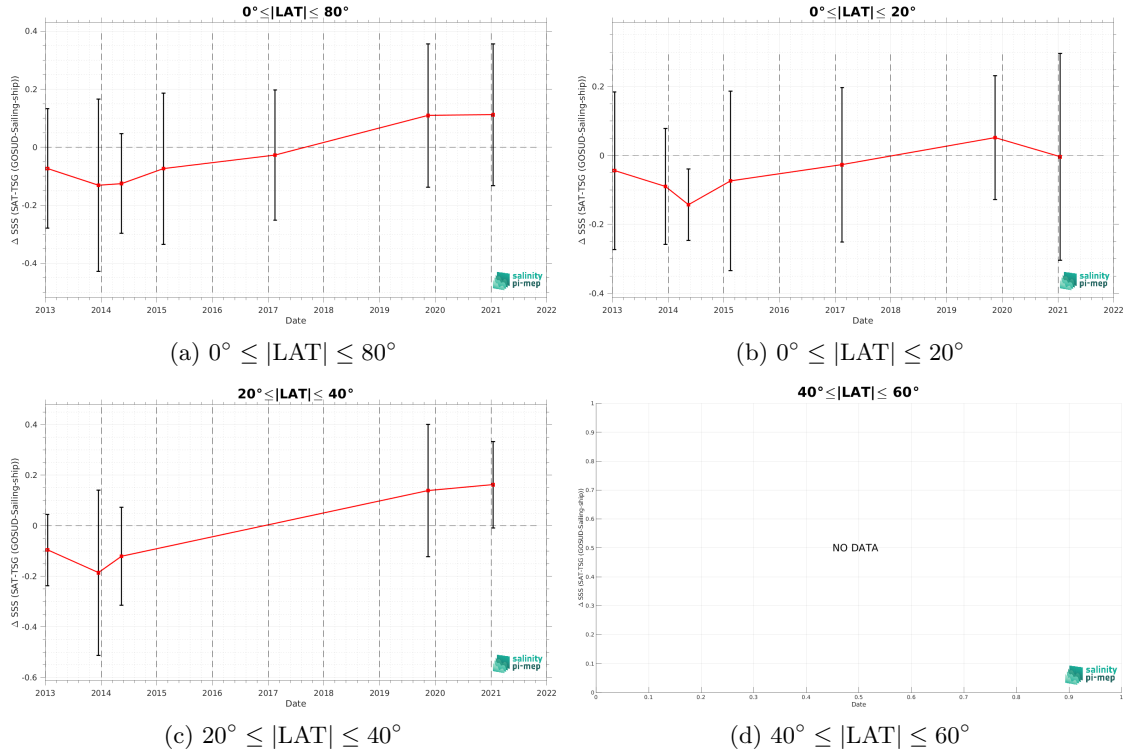 0°≤|LAT|≤ 80°
Δ SSS (SAT-TSG (GOSUD-Sailing-ship))
0.4
0.2
0
-0.2
-0.4
2013 2014 2015 2016 2017 2018 2019 2020 2021 2022
Date
salinity
pi-mep
(a) 0° ≤ |LAT| ≤ 80°
0°≤|LAT|≤ 20°
Δ SSS (SAT-TSG (GOSUD-Sailing-ship))
0.2
0
-0.2
-0.4
2013 2014 2015 2016 2017 2018 2019 2020 2021 2022
Date
salinity
pi-mep
(b) 0° ≤ |LAT| ≤ 20°
20°≤|LAT|≤ 40°
Δ SSS (SAT-TSG (GOSUD-Sailing-ship))
0.4
0.2
0
-0.2
-0.4
-0.6
2013 2014 2015 2016 2017 2018 2019 2020 2021 2022
Date
salinity
pi-mep
(c) 20° ≤ |LAT| ≤ 40°
40°≤|LAT|≤ 60°
Δ SSS (SAT-TSG (GOSUD-Sailing-ship))
1
0.9
0.8
0.7
0.6
0.5
0.4
0.3
0.2
0.1
0
NO DATA
0 0.1 0.2 0.3 0.4 0.5 0.6 0.7 0.8 0.9 1
Date
salinity
pi-mep
(d) 40° ≤ |LAT| ≤ 60°